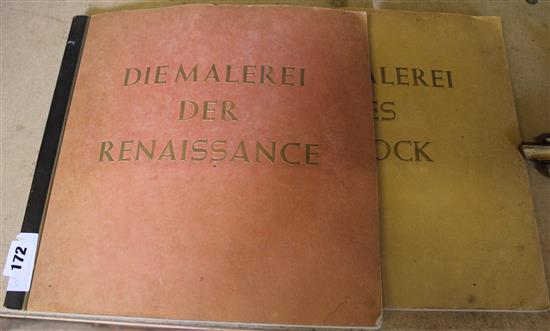 DIE MALEREI
DER
RENAISSANCE
ALEREI
ES
OCK
172